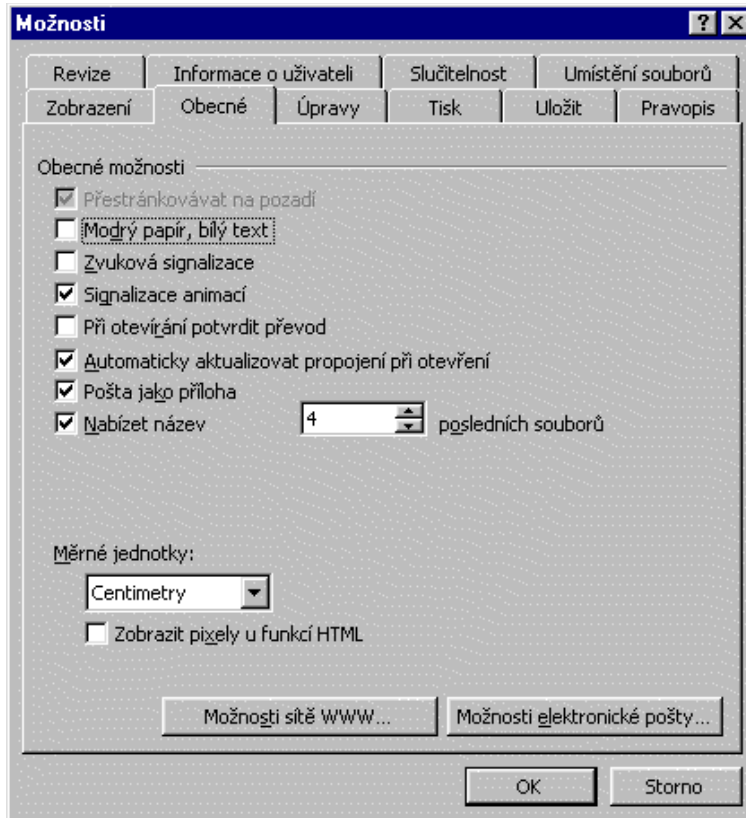 Možnosti
Revize Informace o uživateli Slučitelnost Umístění souborů
Zobrazení Obecné Úpravy Tisk Uložit Pravopis
Obecné možnosti
Přestránkovávat na pozadí
Modrý papír, bílý text
Zvuková signalizace
Signalizace animací
Při otevírání potvrdit převod
Automaticky aktualizovat propojení při otevření
Pošta jako příloha
Nabízet název 4 posledních souborů
Měrné jednotky:
Centimetry
Zobrazit pixely u funkcí HTML
Možnosti sítě WWW... Možnosti elektronické pošty...
OK Storno